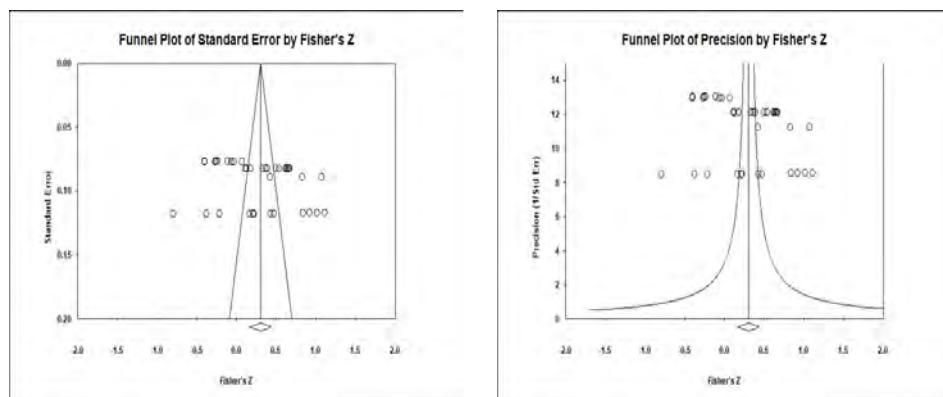 Funnel Plot of Standard Error by Fisher's Z
0.00
0.05
0.10
0.15
0.20
Standard Error
-2.0 -1.5 -1.0 -0.5 0.0 0.5 1.0 1.5 2.0
Fisher's Z
Funnel Plot of Precision by Fisher's Z
14
12
10
8
6
4
2
0
Precision (1/Std Err)
-2.0 -1.5 -1.0 -0.5 0.0 0.5 1.0 1.5 2.0
Fisher's Z